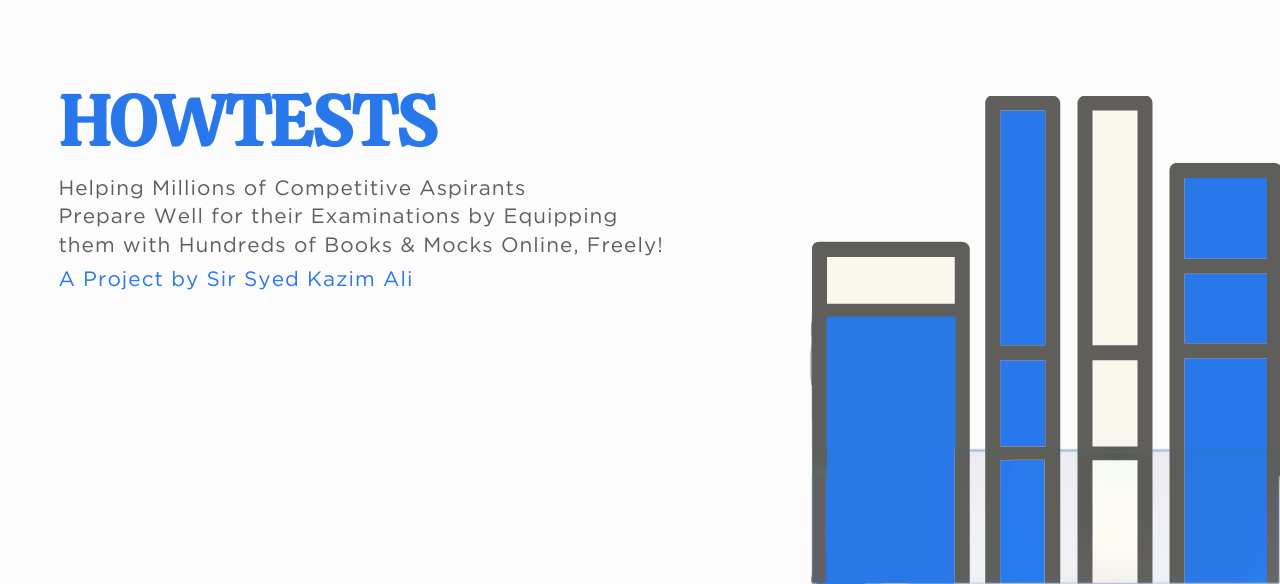 HOWTESTS
Helping Millions of Competitive Aspirants
Prepare Well for their Examinations by Equipping
them with Hundreds of Books & Mocks Online, Freely!
A Project by Sir Syed Kazim Ali